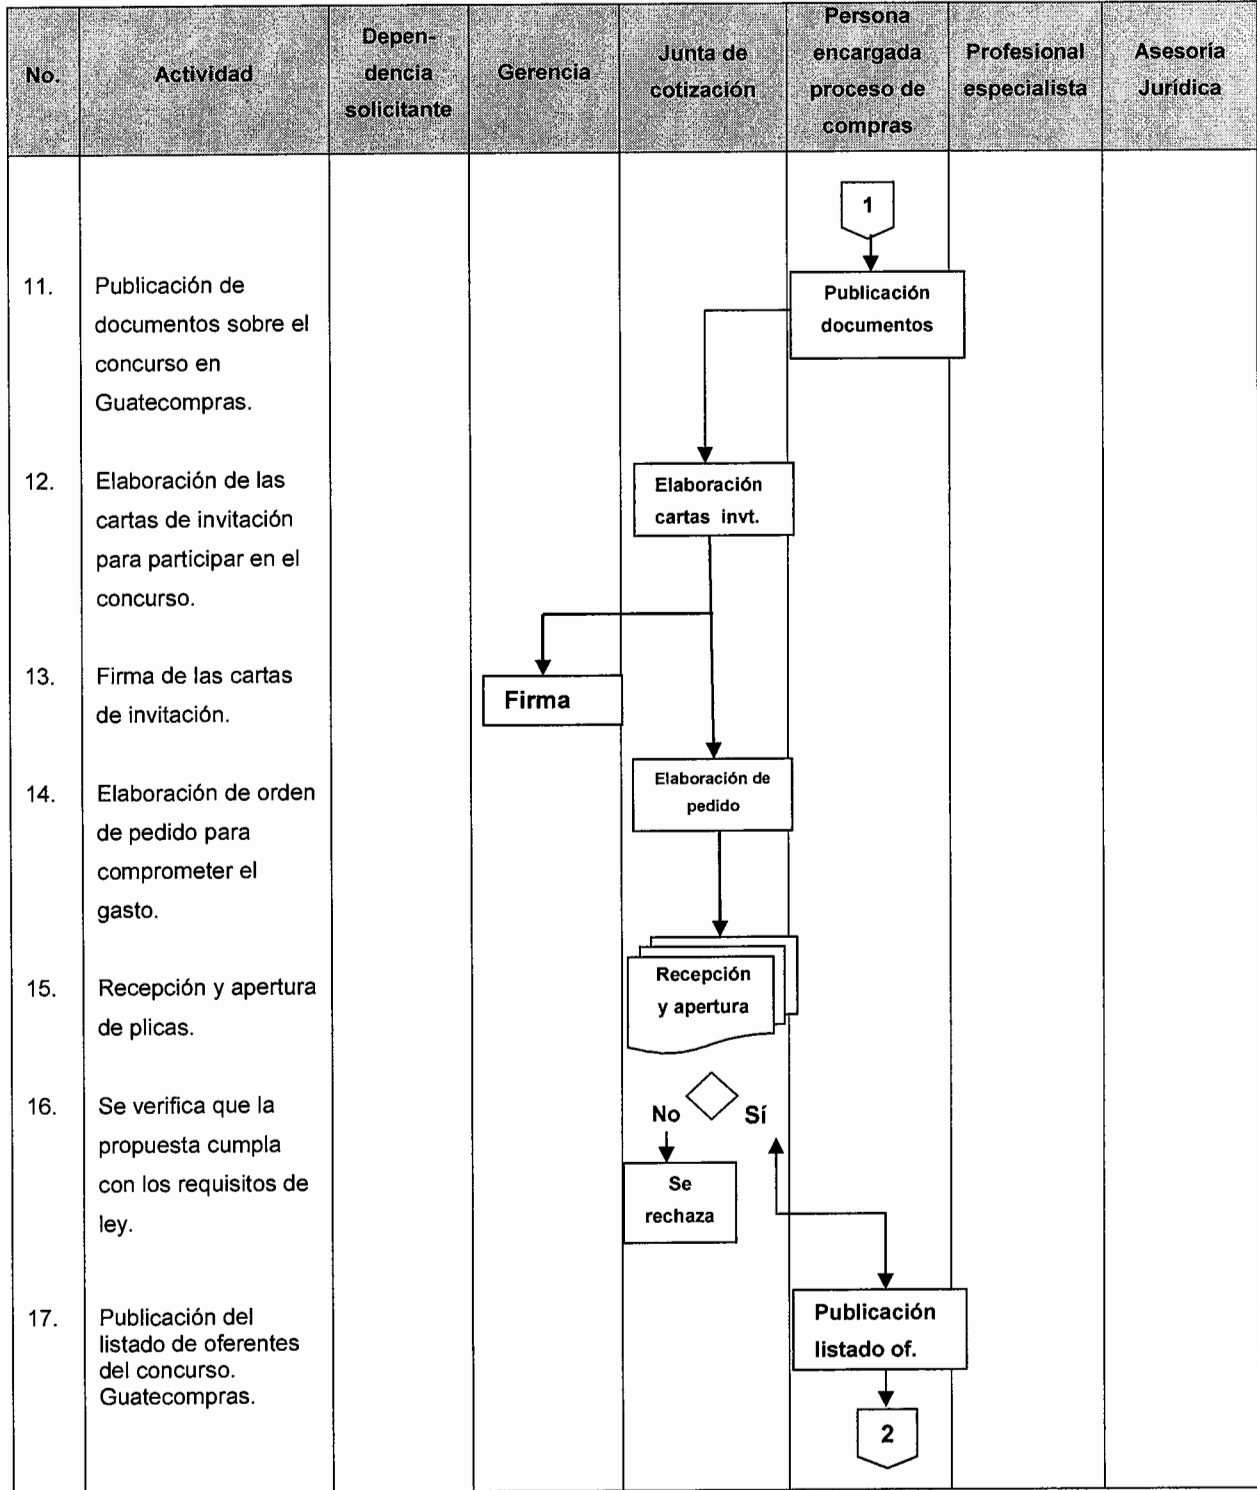 No.
Actividad
Depen-
dencia
solicitante
Gerencia
Junta de
cotización
Persona
encargada
proceso de
compras
Profesional
especialista
Asesoría
Jurídica
1
11.
Publicación de
documentos sobre el
concurso en
Guatecompras.
Publicación
documentos
12.
Elaboración de las
cartas de invitación
para participar en el
concurso.
Elaboración
cartas invt.
13.
Firma de las cartas
de invitación.
Firma
14.
Elaboración de orden
de pedido para
comprometer el
gasto.
Elaboración de
pedido
15.
Recepción y apertura
de plicas.
Recepción
y apertura
16.
Se verifica que la
propuesta cumpla
con los requisitos de
ley.
No
Sí
Se
rechaza
17.
Publicación del
listado de oferentes
del concurso.
Guatecompras.
Publicación
listado of.
2